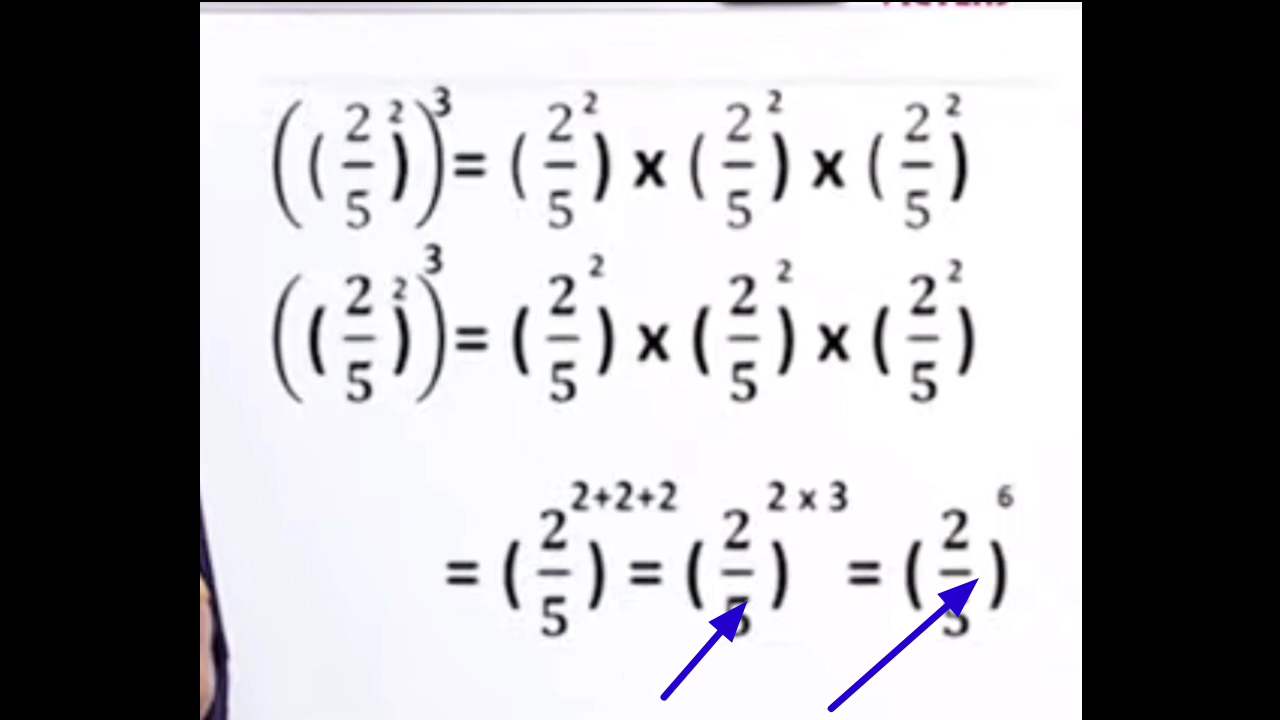 ((2/5)²)³ = (2/5)² x (2/5)² x (2/5)²
((2/5)²)³ = (2/5)² x (2/5)² x (2/5)²
= (2/5)²⁺²⁺² = (2/5)^(2 x 3) = (2/5)⁶